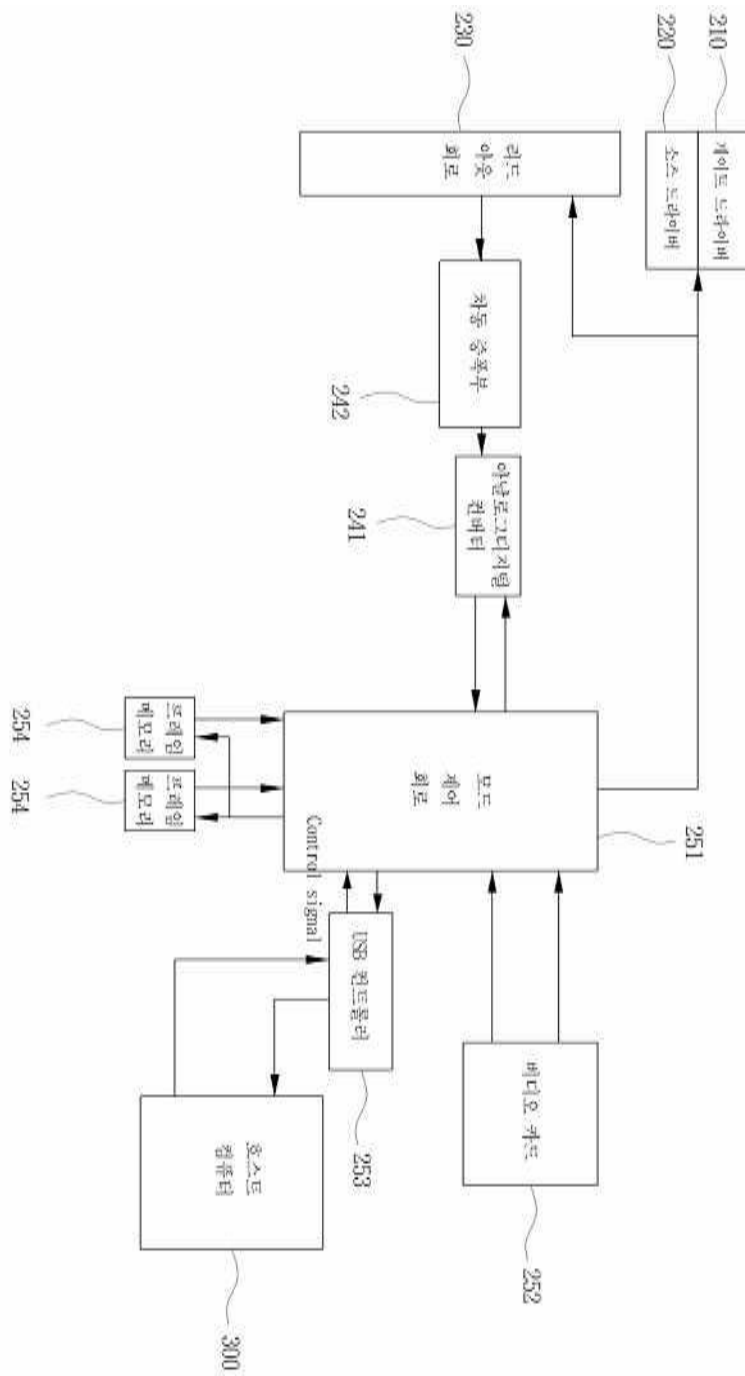 210
게이트 드라이버
220
소스 드라이버
230
리드
아웃
회로
차동 증폭부
242
아날로그디지털
컨버터
241
모드
제어
회로
251
비디오 카드
252
Control signal
USB 컨트롤러
253
프레임
메모리
254
프레임
메모리
254
호스트
컴퓨터
300